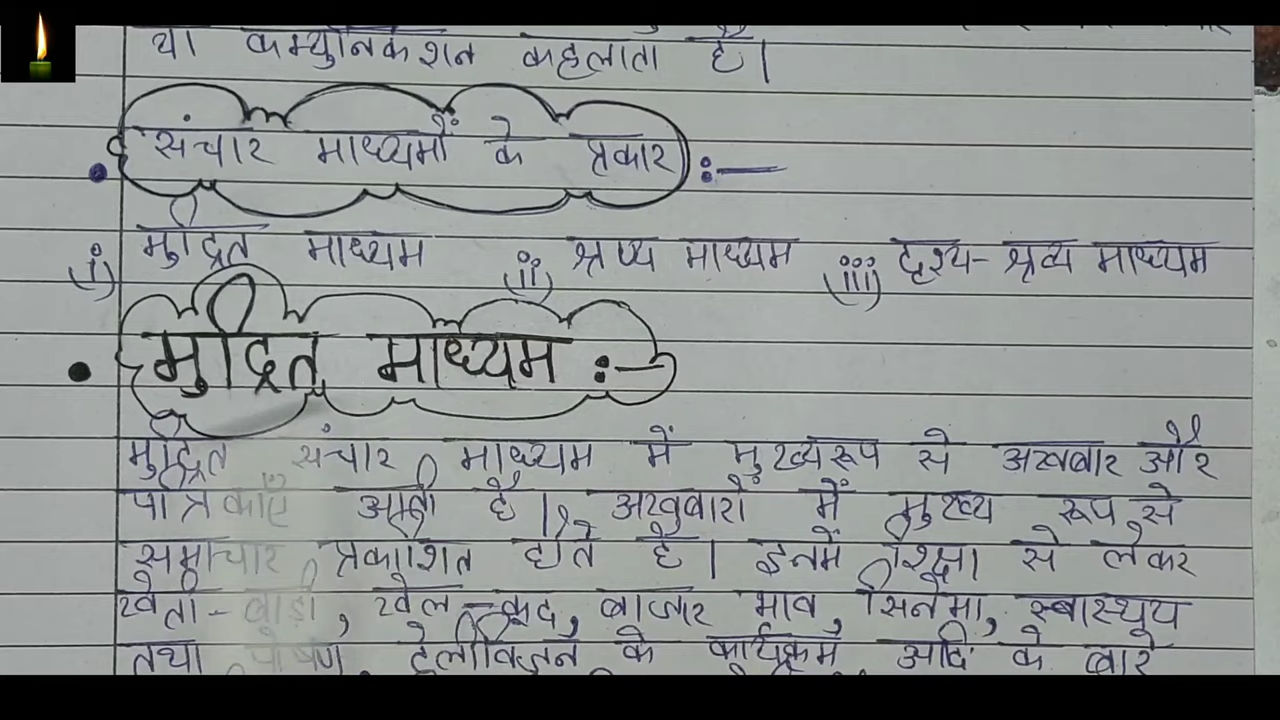 या कम्युनिकेशन कहलाता है।
संचार माध्यमों के प्रकार :—
(i) मुद्रित माध्यम (ii) श्रव्य माध्यम (iii) दृश्य-श्रव्य माध्यम
मुद्रित माध्यम :—
मुद्रित संचार माध्यम में मुख्यरूप से अखबार और
पत्रिकाएँ आती है। अखबारों में मुख्य रूप से
समाचार प्रकाशित होते है। इनमें शिक्षा से लेकर
खेती-बाड़ी, खेल-कूद, बाजार भाव, सिनेमा, स्वास्थ्य
तथा पोषण, टेलीविजन के कार्यक्रम आदि के बारे